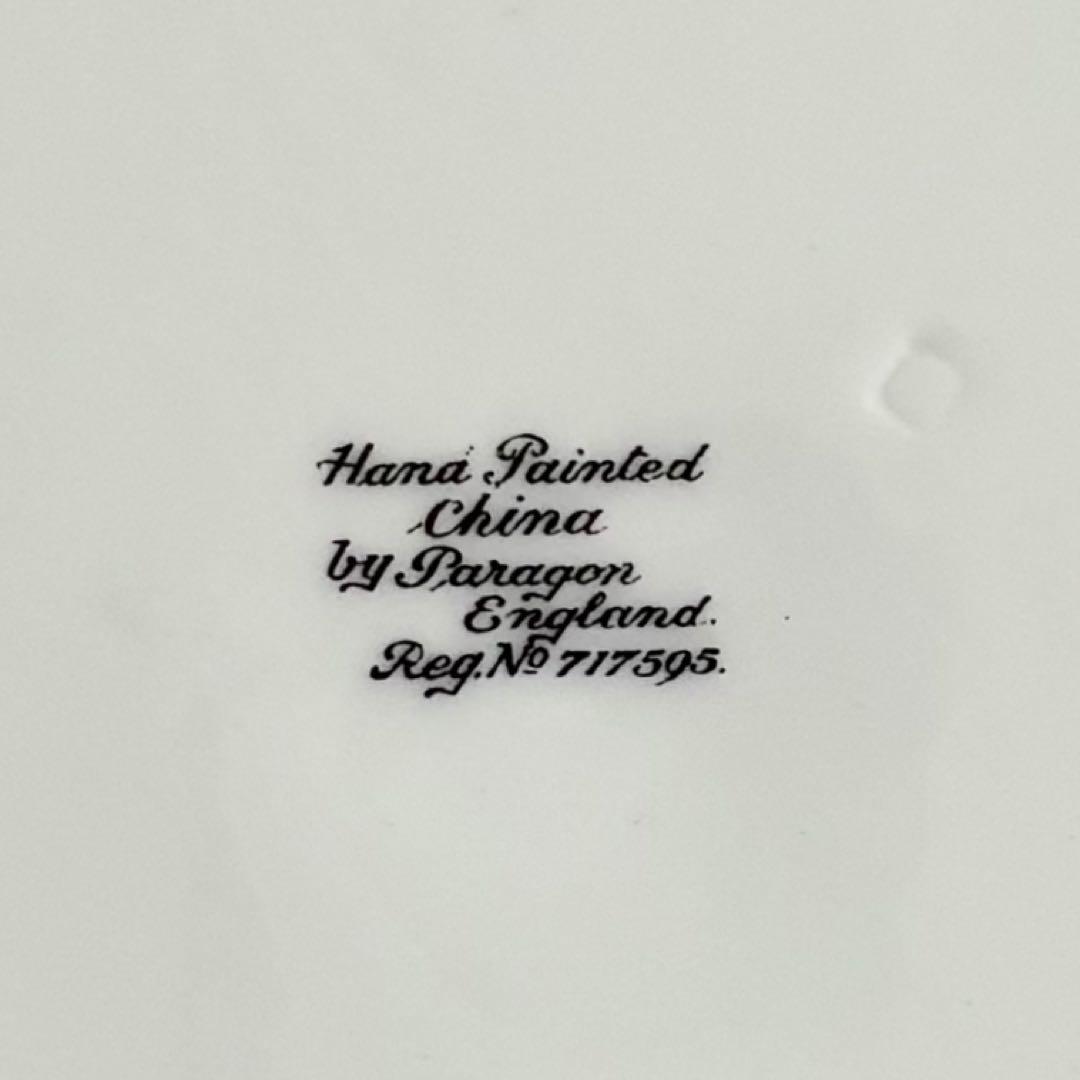 Hand Painted
China
by Paragon
England.
Reg. Nº 717595.